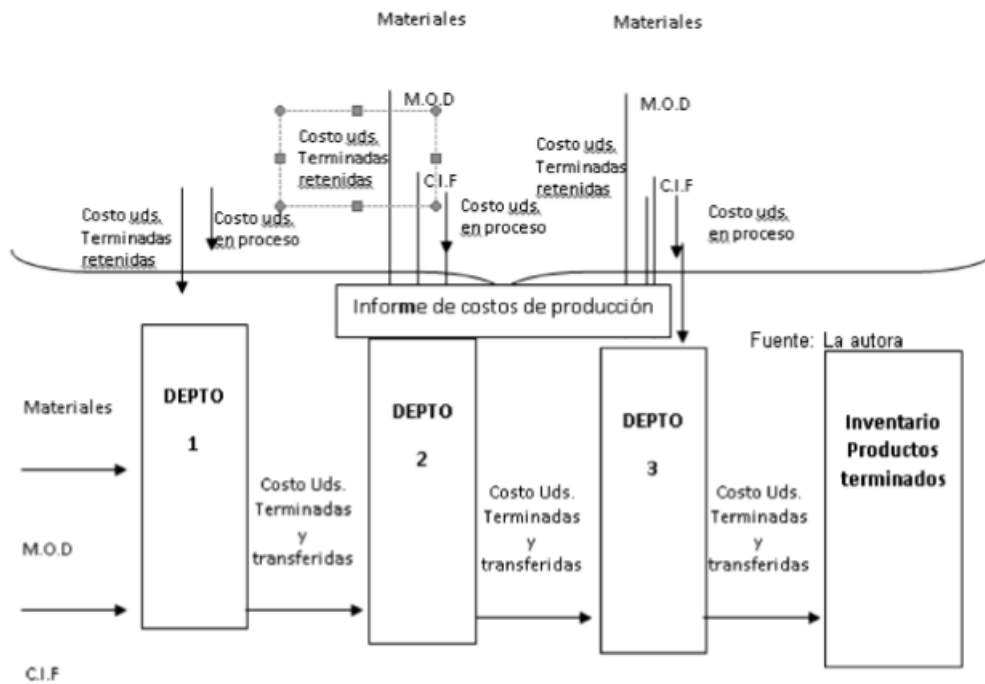 Materiales
Materiales
M.O.D
M.O.D
Costo uds.
Terminadas
retenidas
C.I.F
Costo uds.
Terminadas
retenidas
C.I.F
Costo uds.
Terminadas
retenidas
Costo uds.
en proceso
Costo uds.
en proceso
Costo uds.
en proceso
Informe de costos de producción
Fuente: La autora
Materiales
M.O.D
C.I.F
DEPTO
1
Costo Uds.
Terminadas
y
transferidas
DEPTO
2
Costo Uds.
Terminadas
y
transferidas
DEPTO
3
Costo Uds.
Terminadas
y
transferidas
Inventario
Productos
terminados